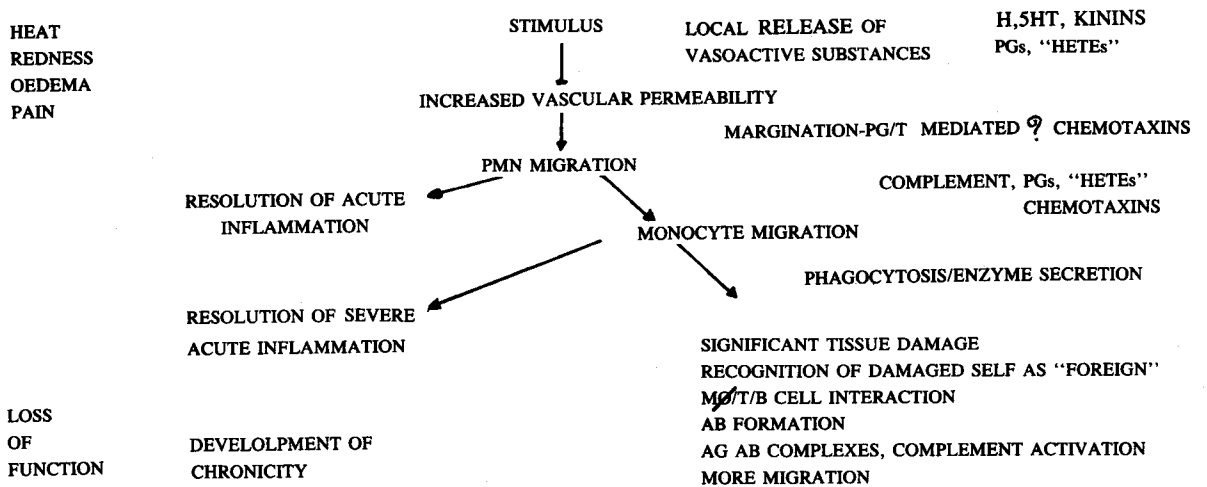 HEAT
REDNESS
OEDEMA
PAIN
STIMULUS
LOCAL RELEASE OF
VASOACTIVE SUBSTANCES
H,5HT, KININS
PGs, “HETEs”
INCREASED VASCULAR PERMEABILITY
MARGINATION-PG/T MEDIATED ? CHEMOTAXINS
PMN MIGRATION
COMPLEMENT, PGs, “HETEs”
CHEMOTAXINS
RESOLUTION OF ACUTE
INFLAMMATION
MONOCYTE MIGRATION
PHAGOCYTOSIS/ENZYME SECRETION
RESOLUTION OF SEVERE
ACUTE INFLAMMATION
SIGNIFICANT TISSUE DAMAGE
RECOGNITION OF DAMAGED SELF AS “FOREIGN”
MØ/T/B CELL INTERACTION
AB FORMATION
AG AB COMPLEXES, COMPLEMENT ACTIVATION
MORE MIGRATION
LOSS
OF
FUNCTION
DEVELOLPMENT OF
CHRONICITY